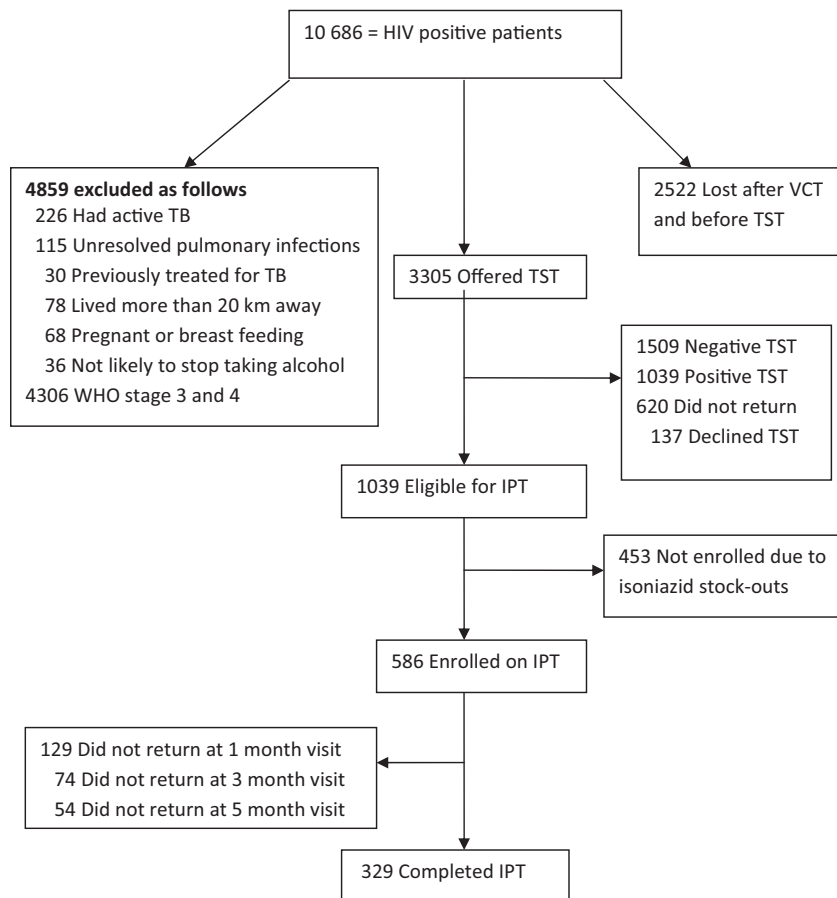 10 686 = HIV positive patients
4859 excluded as follows
226 Had active TB
115 Unresolved pulmonary infections
30 Previously treated for TB
78 Lived more than 20 km away
68 Pregnant or breast feeding
36 Not likely to stop taking alcohol
4306 WHO stage 3 and 4
2522 Lost after VCT
and before TST
3305 Offered TST
1509 Negative TST
1039 Positive TST
620 Did not return
137 Declined TST
1039 Eligible for IPT
453 Not enrolled due to
isoniazid stock-outs
586 Enrolled on IPT
129 Did not return at 1 month visit
74 Did not return at 3 month visit
54 Did not return at 5 month visit
329 Completed IPT